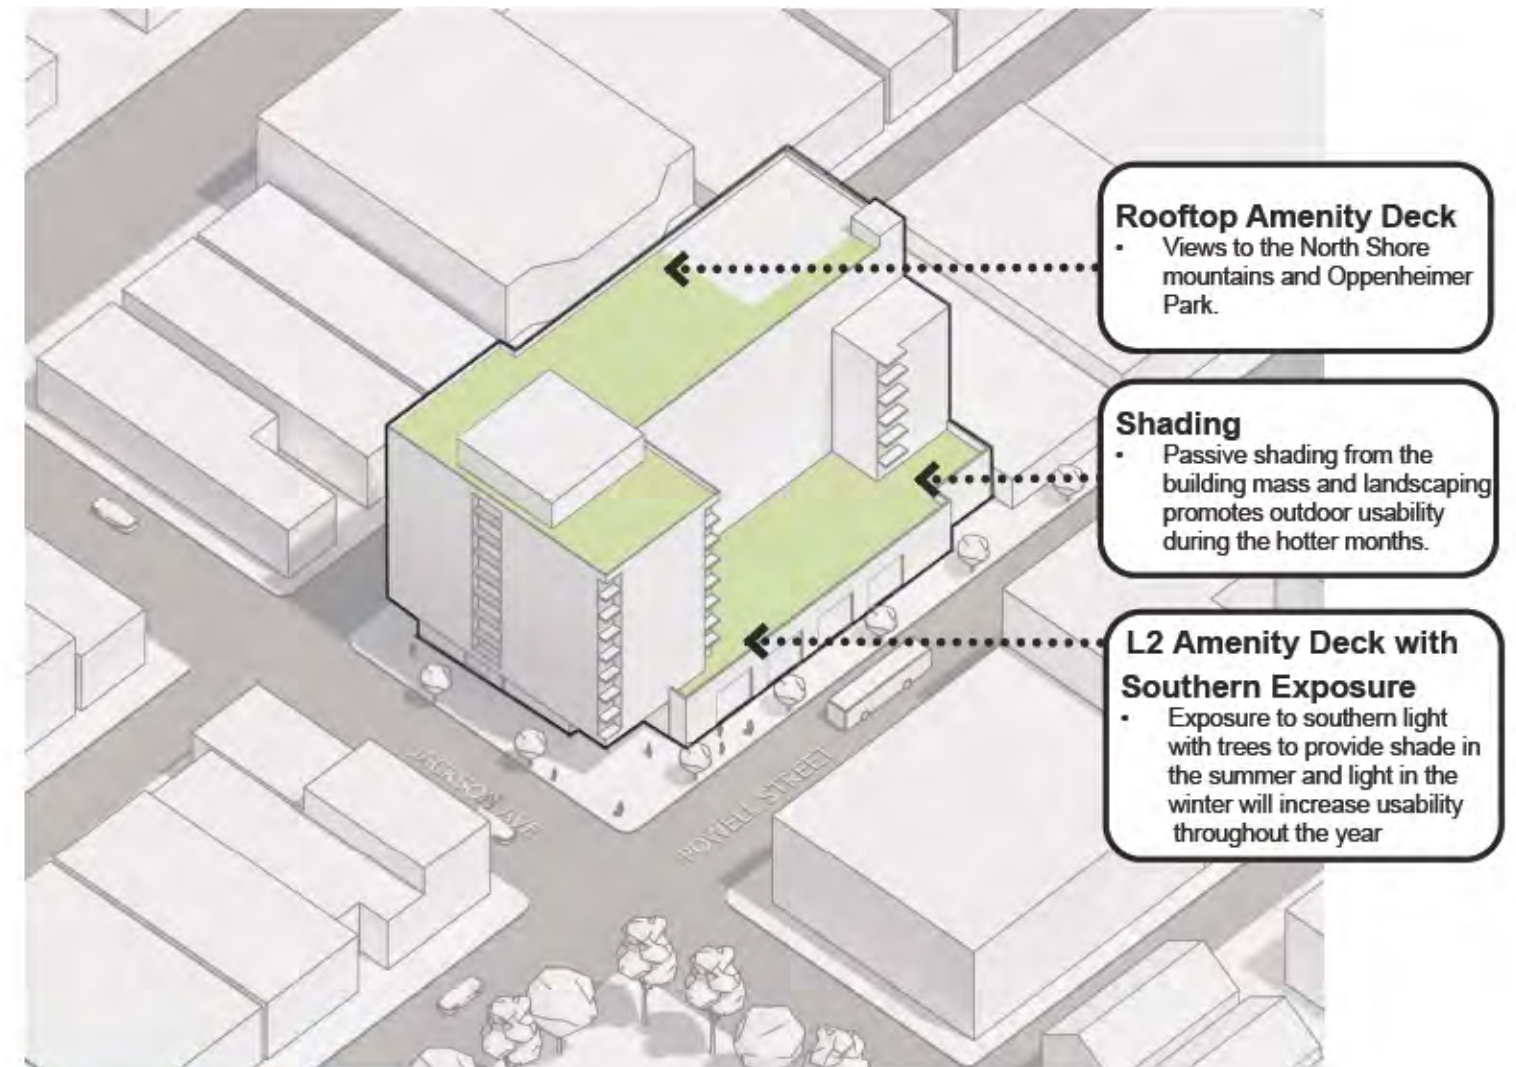 Rooftop Amenity Deck
• Views to the North Shore
mountains and Oppenheimer
Park.
Shading
• Passive shading from the
building mass and landscaping
promotes outdoor usability
during the hotter months.
L2 Amenity Deck with
Southern Exposure
• Exposure to southern light
with trees to provide shade in
the summer and light in the
winter will increase usability
throughout the year
JACKSON AVE
POWELL STREET